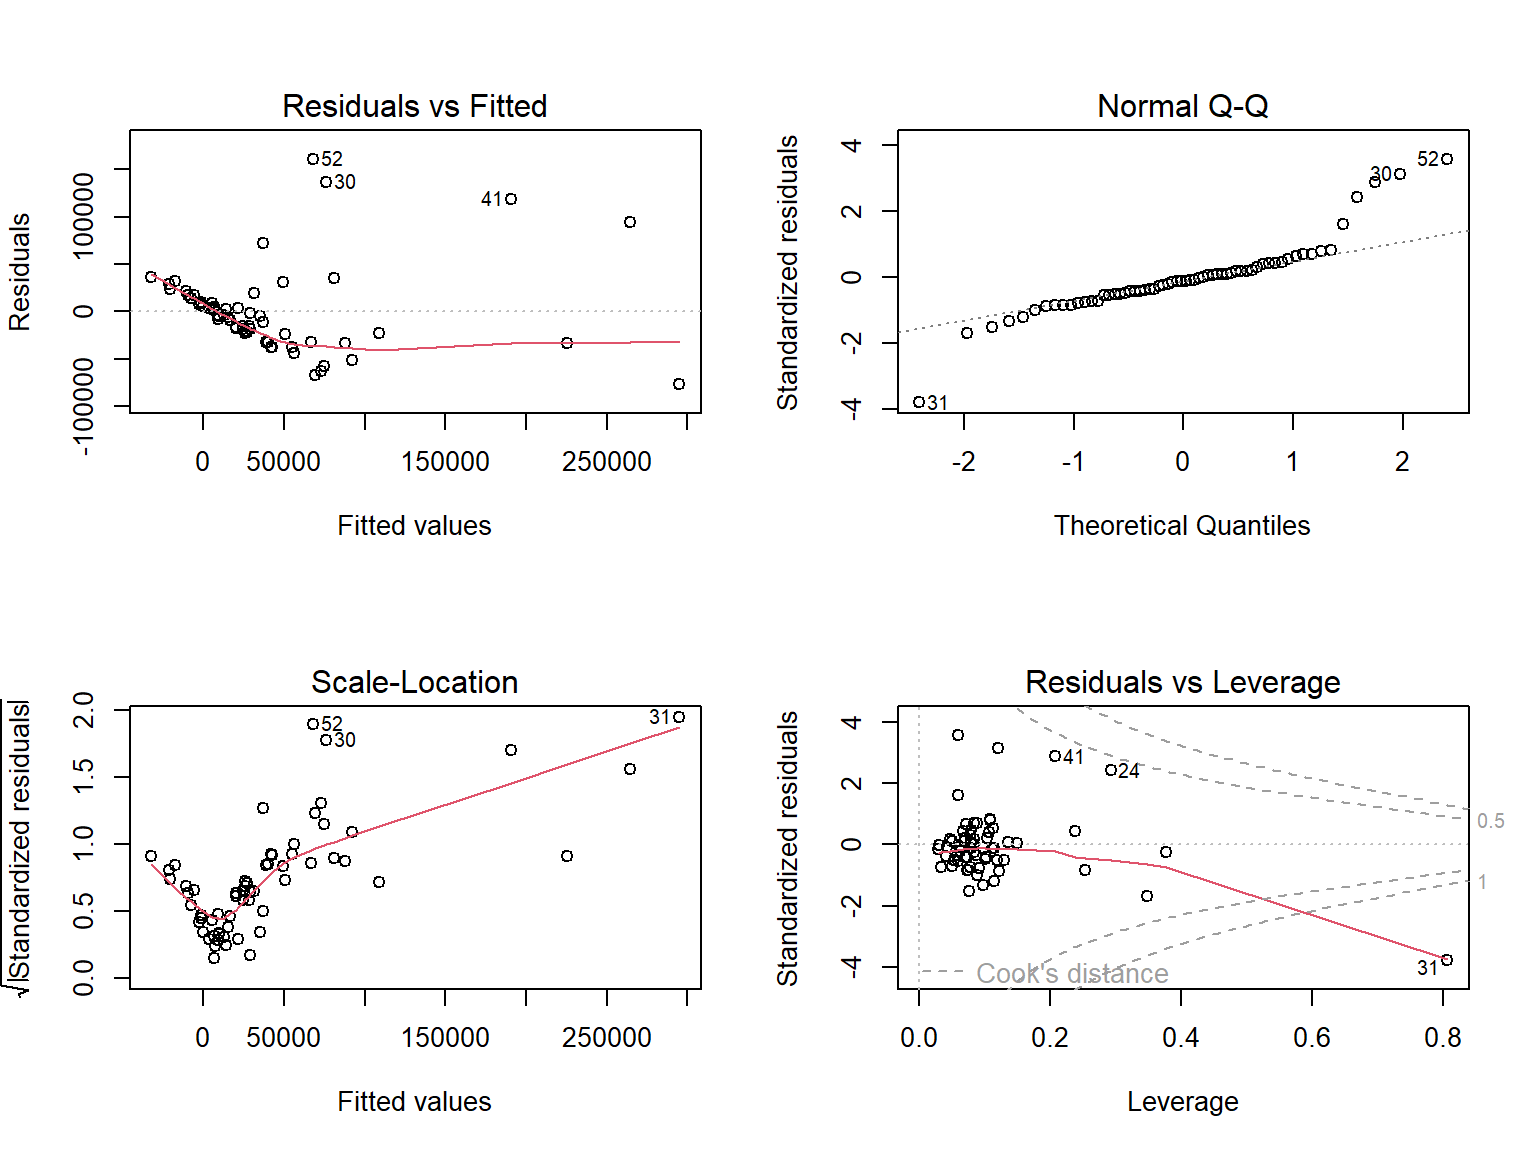 Residuals vs Fitted
Residuals
-100000 0 100000
52
30
41
0 50000 150000 250000
Fitted values
Normal Q-Q
Standardized residuals
-4 -2 0 2 4
52
30
31
-2 -1 0 1 2
Theoretical Quantiles
Scale-Location
√|Standardized residuals|
0.0 0.5 1.0 1.5 2.0
52
30
31
0 50000 150000 250000
Fitted values
Residuals vs Leverage
Standardized residuals
-4 -2 0 2 4
41
24
31
0.5
1
Cook's distance
0.0 0.2 0.4 0.6 0.8
Leverage